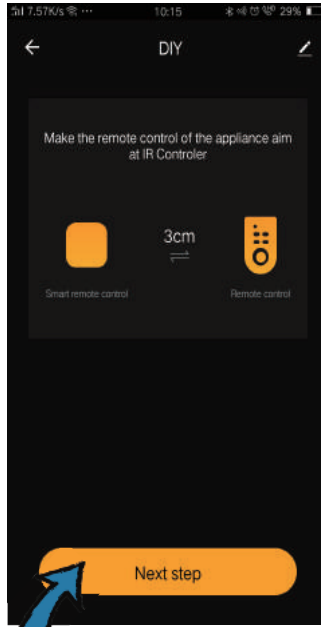 7.57K/s ... 10:15 29%
DIY
Make the remote control of the appliance aim
at IR Controler
3cm
Smart remote control Remote control
Next step